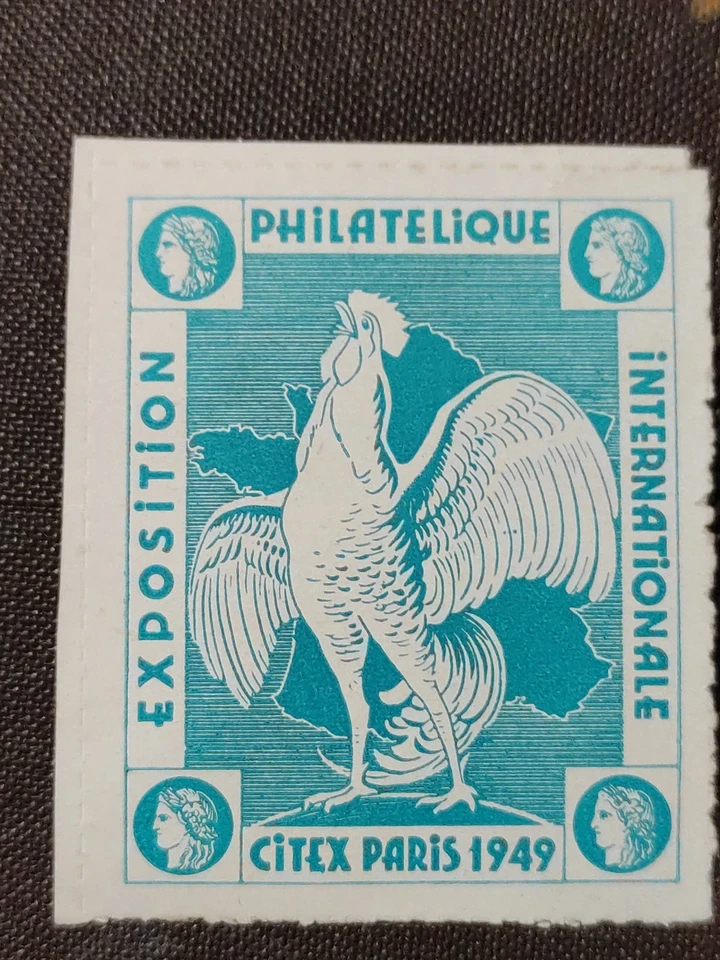 PHiLATELiQUE
EXPOSiTiON
iNTERNATiONALE
CiTEX PARiS 1949